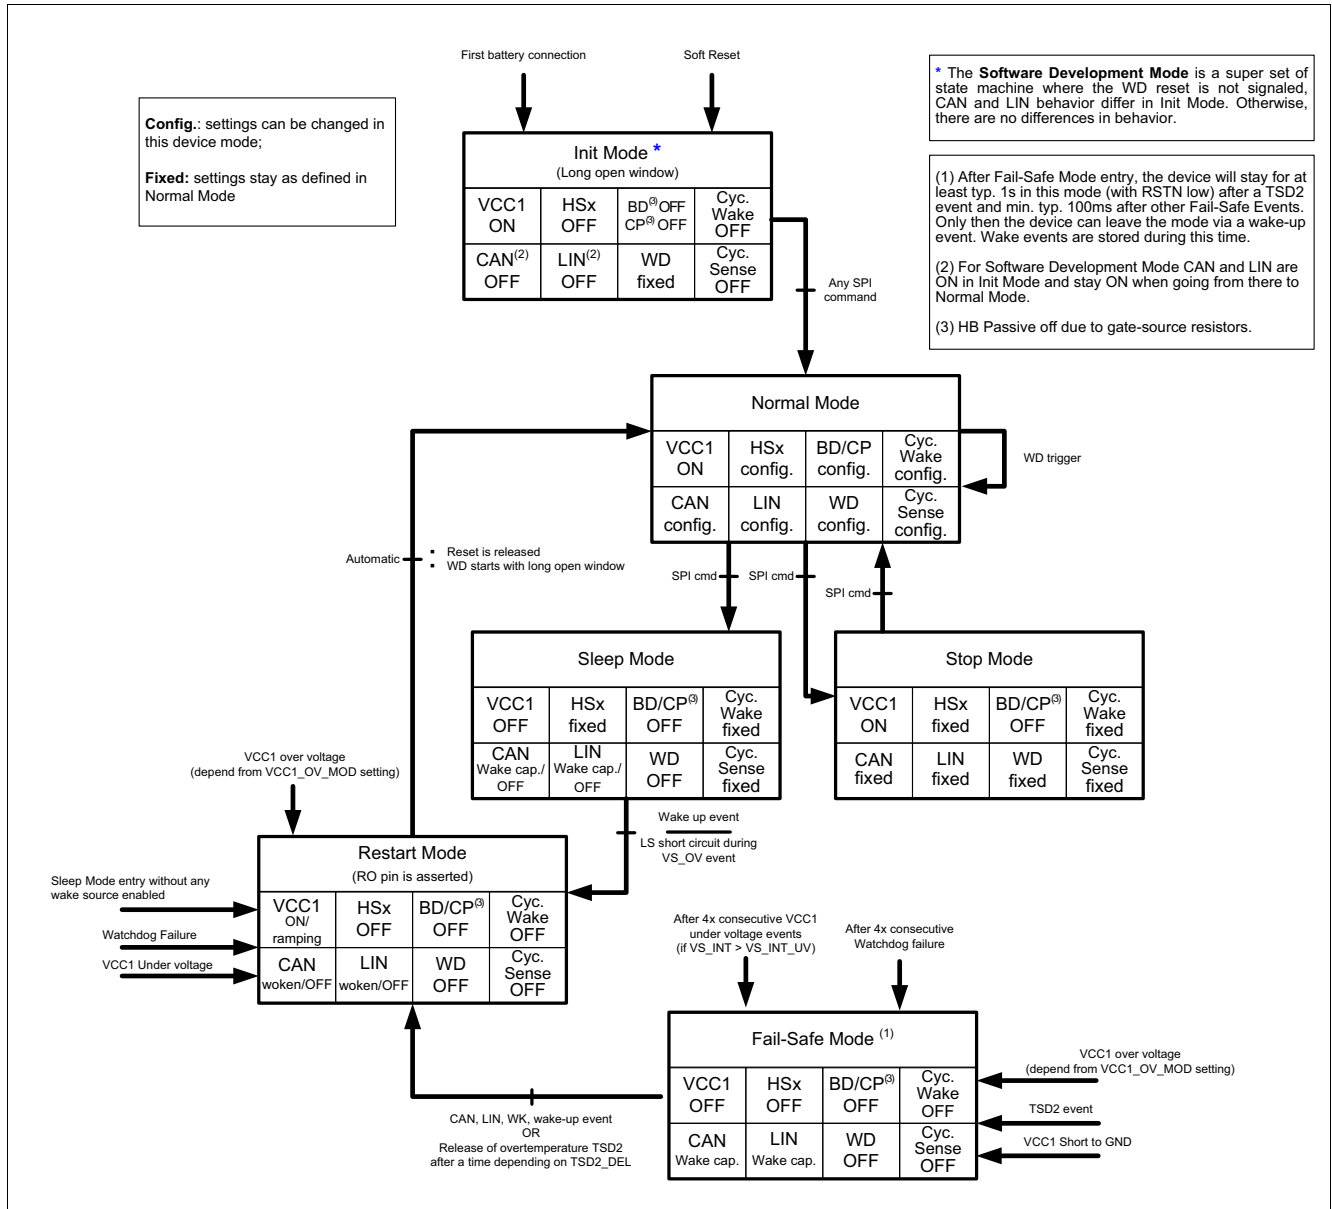 First battery connection
Soft Reset
Config.: settings can be changed in
this device mode;
Fixed: settings stay as defined in
Normal Mode
* The Software Development Mode is a super set of
state machine where the WD reset is not signaled,
CAN and LIN behavior differ in Init Mode. Otherwise,
there are no differences in behavior.
(1) After Fail-Safe Mode entry, the device will stay for at
least typ. 1s in this mode (with RSTN low) after a TSD2
event and min. typ. 100ms after other Fail-Safe Events.
Only then the device can leave the mode via a wake-up
event. Wake events are stored during this time.
(2) For Software Development Mode CAN and LIN are
ON in Init Mode and stay ON when going from there to
Normal Mode.
(3) HB Passive off due to gate-source resistors.
Init Mode *
(Long open window)
VCC1
ON
HSx
OFF
BD(3) OFF
CP(3) OFF
Cyc.
Wake
OFF
CAN(2)
OFF
LIN(2)
OFF
WD
fixed
Cyc.
Sense
OFF
Any SPI
command
Normal Mode
VCC1
ON
HSx
config.
BD/CP
config.
Cyc.
Wake
config.
CAN
config.
LIN
config.
WD
config.
Cyc.
Sense
config.
WD trigger
Automatic
▪ Reset is released
▪ WD starts with long open window
SPI cmd
SPI cmd
SPI cmd
Sleep Mode
VCC1
OFF
HSx
fixed
BD/CP(3)
OFF
Cyc.
Wake
fixed
CAN
Wake cap./
OFF
LIN
Wake cap./
OFF
WD
OFF
Cyc.
Sense
fixed
Stop Mode
VCC1
ON
HSx
fixed
BD/CP(3)
OFF
Cyc.
Wake
fixed
CAN
fixed
LIN
fixed
WD
fixed
Cyc.
Sense
fixed
VCC1 over voltage
(depend from VCC1_OV_MOD setting)
Wake up event
LS short circuit during
VS_OV event
Restart Mode
(RO pin is asserted)
VCC1
ON/
ramping
HSx
OFF
BD/CP(3)
OFF
Cyc.
Wake
OFF
CAN
woken/OFF
LIN
woken/OFF
WD
OFF
Cyc.
Sense
OFF
Sleep Mode entry without any
wake source enabled
Watchdog Failure
VCC1 Under voltage
After 4x consecutive VCC1
under voltage events
(if VS_INT > VS_INT_UV)
After 4x consecutive
Watchdog failure
Fail-Safe Mode (1)
VCC1
OFF
HSx
OFF
BD/CP(3)
OFF
Cyc.
Wake
OFF
CAN
Wake cap.
LIN
Wake cap.
WD
OFF
Cyc.
Sense
OFF
VCC1 over voltage
(depend from VCC1_OV_MOD setting)
TSD2 event
VCC1 Short to GND
CAN, LIN, WK, wake-up event
OR
Release of overtemperature TSD2
after a time depending on TSD2_DEL